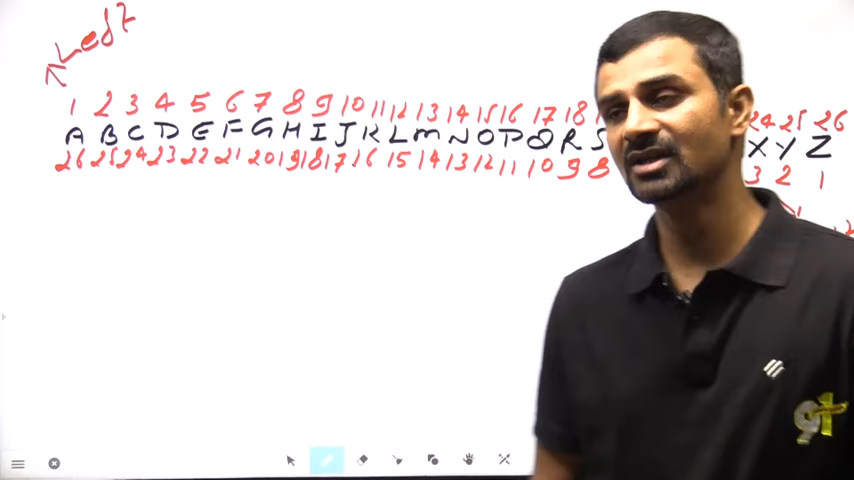 Left
1 2 3 4 5 6 7 8 9 10 11 12 13 14 15 16 17 18 24 25 26
A B C D E F G H I J K L M N O P Q R S X Y Z
26 25 24 23 22 21 20 19 18 17 16 15 14 13 12 11 10 9 8 3 2 1